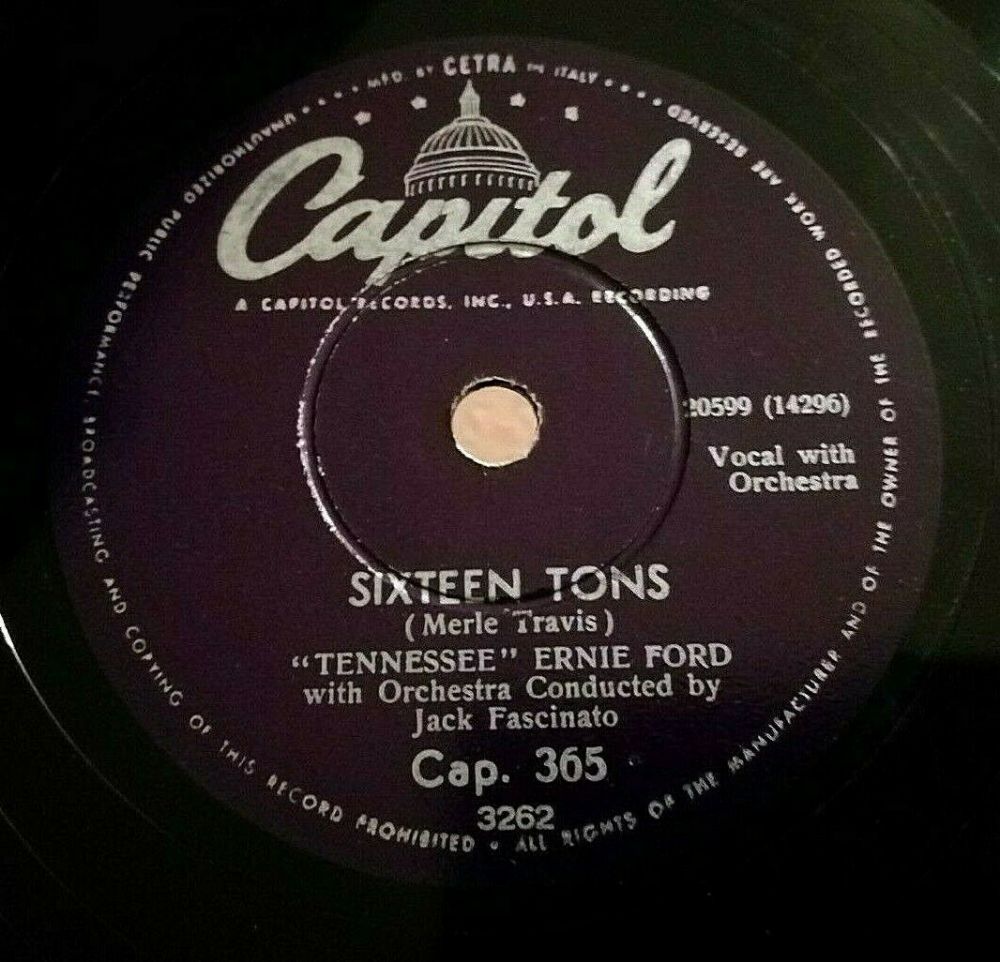 MFD BY CETRA IN ITALY
Capitol
A CAPITOL RECORDS, INC., U.S.A. RECORDING
20599 (14296)
Vocal with
Orchestra
SIXTEEN TONS
(Merle Travis)
"TENNESSEE" ERNIE FORD
with Orchestra Conducted by
Jack Fascinato
Cap. 365
3262
UNAUTHORIZED PUBLIC PERFORMANCE BROADCASTING AND COPYING OF THIS RECORD PROHIBITED • ALL RIGHTS OF THE MANUFACTURER AND OF THE OWNER OF THE RECORDED WORK ARE RESERVED